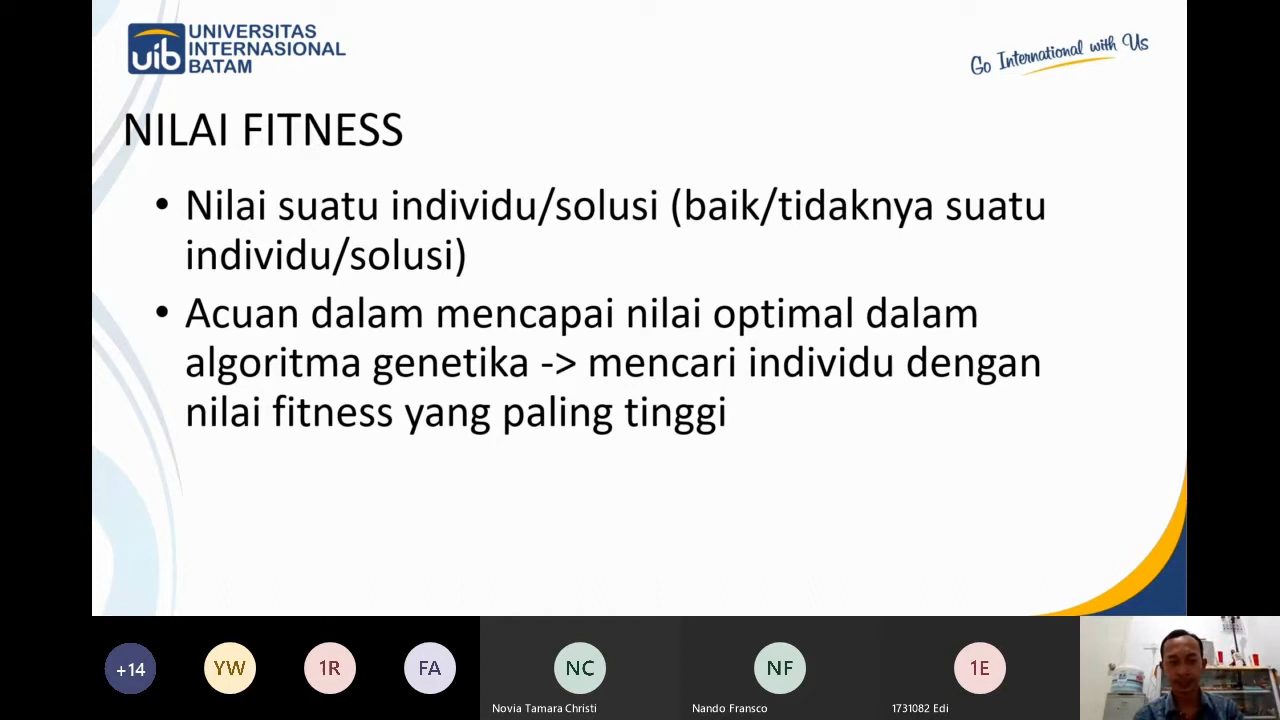 uib
UNIVERSITAS
INTERNASIONAL
BATAM
Go International with Us
NILAI FITNESS
• Nilai suatu individu/solusi (baik/tidaknya suatu
individu/solusi)
• Acuan dalam mencapai nilai optimal dalam
algoritma genetika -> mencari individu dengan
nilai fitness yang paling tinggi
+14
YW
1R
FA
NC
NF
1E
Novia Tamara Christi
Nando Fransco
1731082 Edi